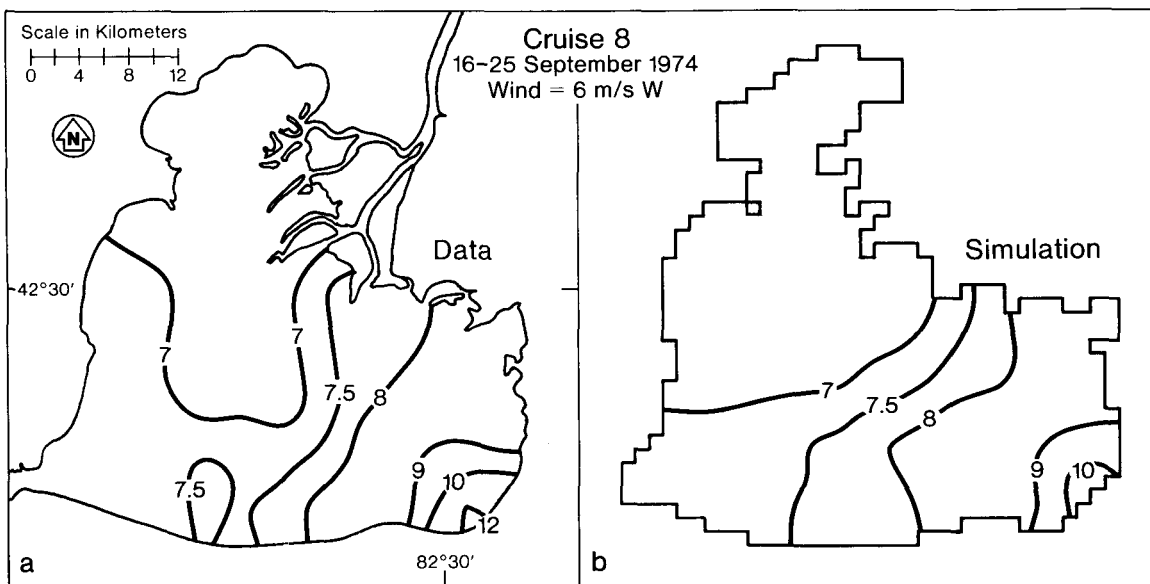 Scale in Kilometers
0 4 8 12
Cruise 8
16-25 September 1974
Wind = 6 m/s W
N
Data
Simulation
42°30'
7
7
7.5
8
7.5
9
10
12
82°30'
a
7
7.5
8
9
10
b